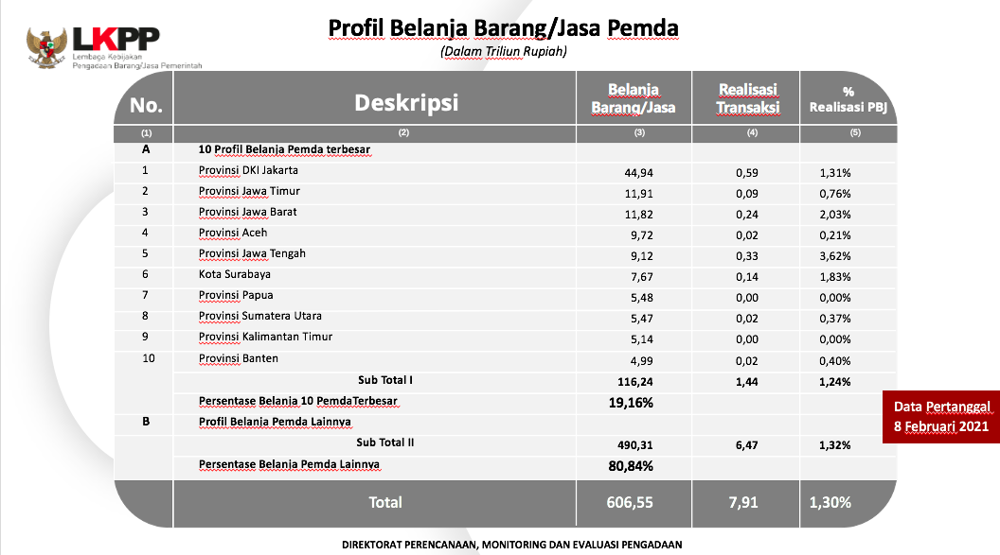 Profil Belanja Barang/Jasa Pemda
(Dalam Triliun Rupiah)
LKPP
Lembaga Kebijakan
Pengadaan Barang/Jasa Pemerintah
No. Deskripsi Belanja Barang/Jasa Realisasi Transaksi % Realisasi PBJ
(1) (2) (3) (4) (5)
A 10 Profil Belanja Pemda terbesar
1 Provinsi DKI Jakarta 44,94 0,59 1,31%
2 Provinsi Jawa Timur 11,91 0,09 0,76%
3 Provinsi Jawa Barat 11,82 0,24 2,03%
4 Provinsi Aceh 9,72 0,02 0,21%
5 Provinsi Jawa Tengah 9,12 0,33 3,62%
6 Kota Surabaya 7,67 0,14 1,83%
7 Provinsi Papua 5,48 0,00 0,00%
8 Provinsi Sumatera Utara 5,47 0,02 0,37%
9 Provinsi Kalimantan Timur 5,14 0,00 0,00%
10 Provinsi Banten 4,99 0,02 0,40%
Sub Total I 116,24 1,44 1,24%
Persentase Belanja 10 PemdaTerbesar 19,16%
B Profil Belanja Pemda Lainnya
Sub Total II 490,31 6,47 1,32%
Persentase Belanja Pemda Lainnya 80,84%
Total 606,55 7,91 1,30%
Data Pertanggal
8 Februari 2021
DIREKTORAT PERENCANAAN, MONITORING DAN EVALUASI PENGADAAN